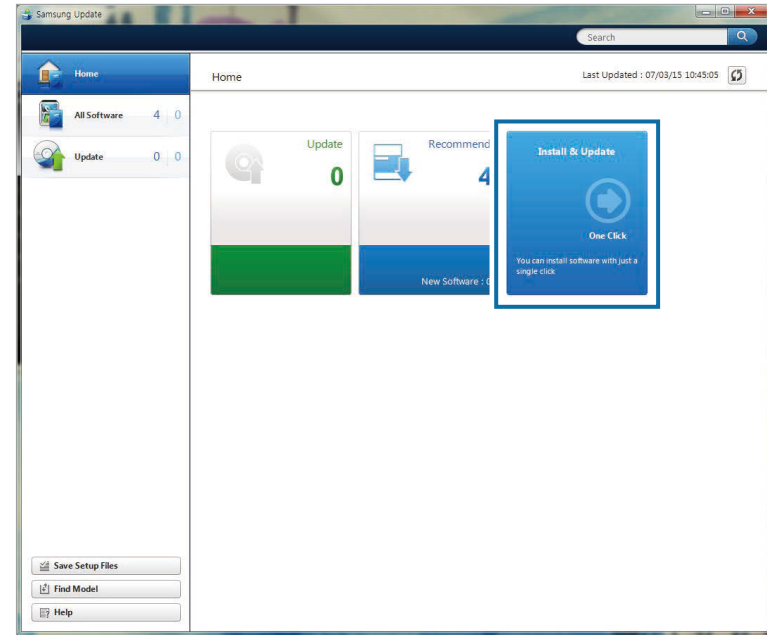 Samsung Update
Search
Home
All Software 4 0
Update 0 0
Home
Last Updated : 07/03/15 10:45:05
Update
0
Recommend
4
New Software :
Install & Update
One Click
You can install software with just a
single click
Save Setup Files
Find Model
Help